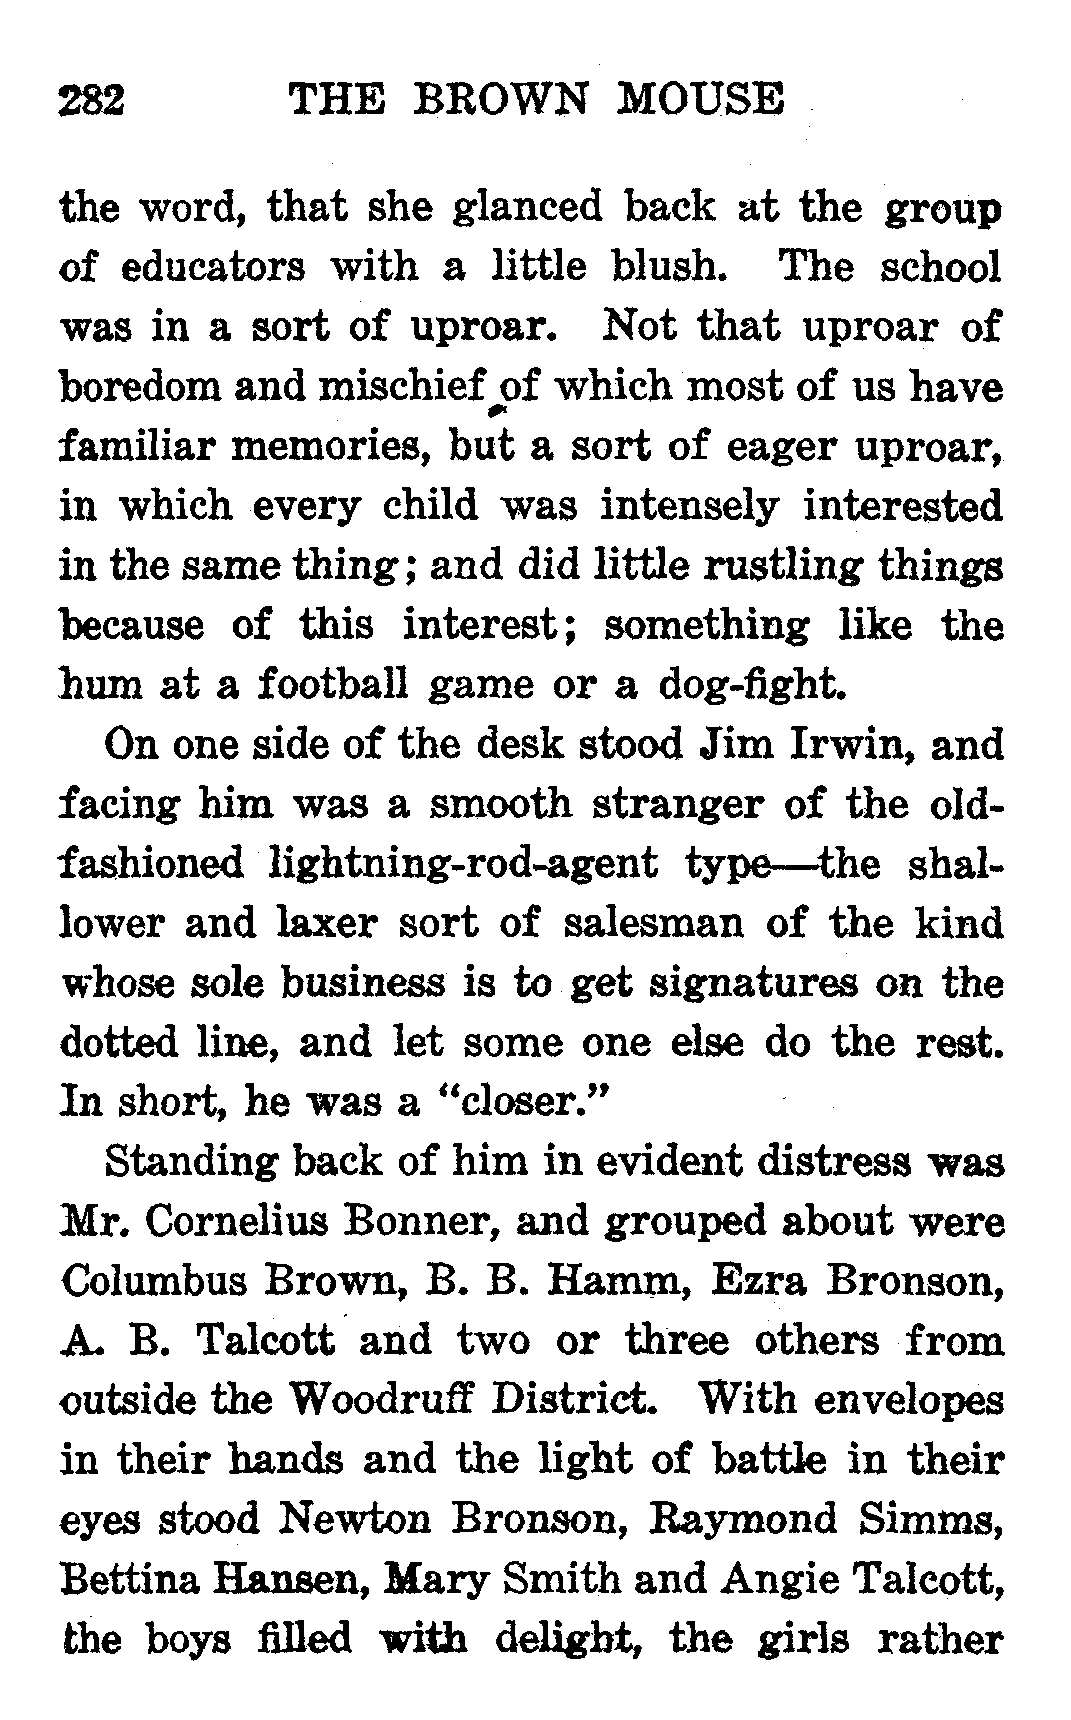 282 THE BROWN MOUSE
the word, that she glanced back at the group
of educators with a little blush. The school
was in a sort of uproar. Not that uproar of
boredom and mischief of which most of us have
familiar memories, but a sort of eager uproar,
in which every child was intensely interested
in the same thing; and did little rustling things
because of this interest; something like the
hum at a football game or a dog-fight.
On one side of the desk stood Jim Irwin, and
facing him was a smooth stranger of the old-
fashioned lightning-rod-agent type—the shal-
lower and laxer sort of salesman of the kind
whose sole business is to get signatures on the
dotted line, and let some one else do the rest.
In short, he was a “closer.”
Standing back of him in evident distress was
Mr. Cornelius Bonner, and grouped about were
Columbus Brown, B. B. Hamm, Ezra Bronson,
A. B. Talcott and two or three others from
outside the Woodruff District. With envelopes
in their hands and the light of battle in their
eyes stood Newton Bronson, Raymond Simms,
Bettina Hansen, Mary Smith and Angie Talcott,
the boys filled with delight, the girls rather